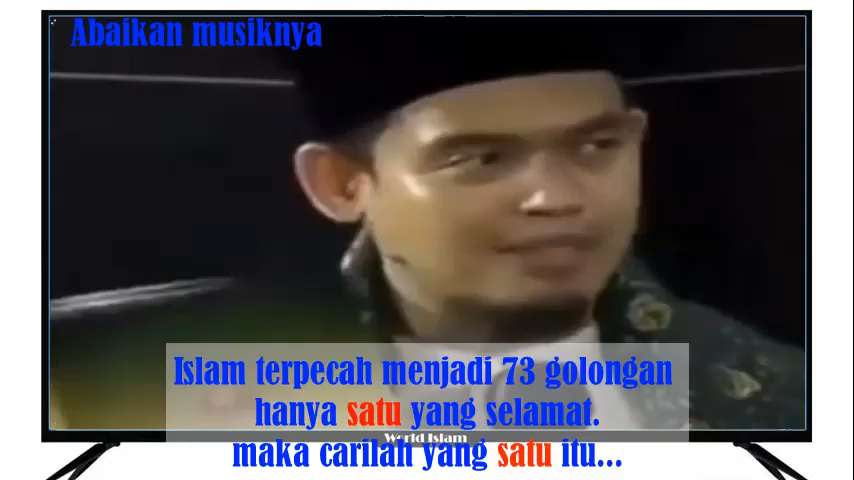 Abaikan musiknya
Islam terpecah menjadi 73 golongan
hanya satu yang selamat.
World Islam
maka carilah yang satu itu...